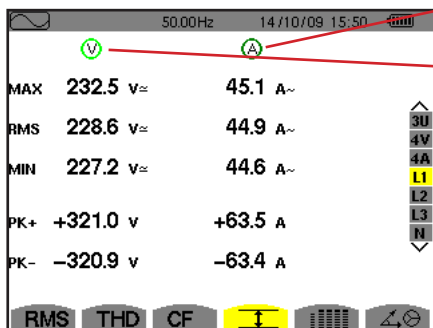 50.00Hz 14/10/09 15:50
V A
MAX 232.5 V≃ 45.1 A~
RMS 228.6 V≃ 44.9 A~
MIN 227.2 V≃ 44.6 A~
PK+ +321.0 V +63.5 A
PK- −320.9 V −63.4 A
3U
4V
4A
L1
L2
L3
N
RMS THD CF